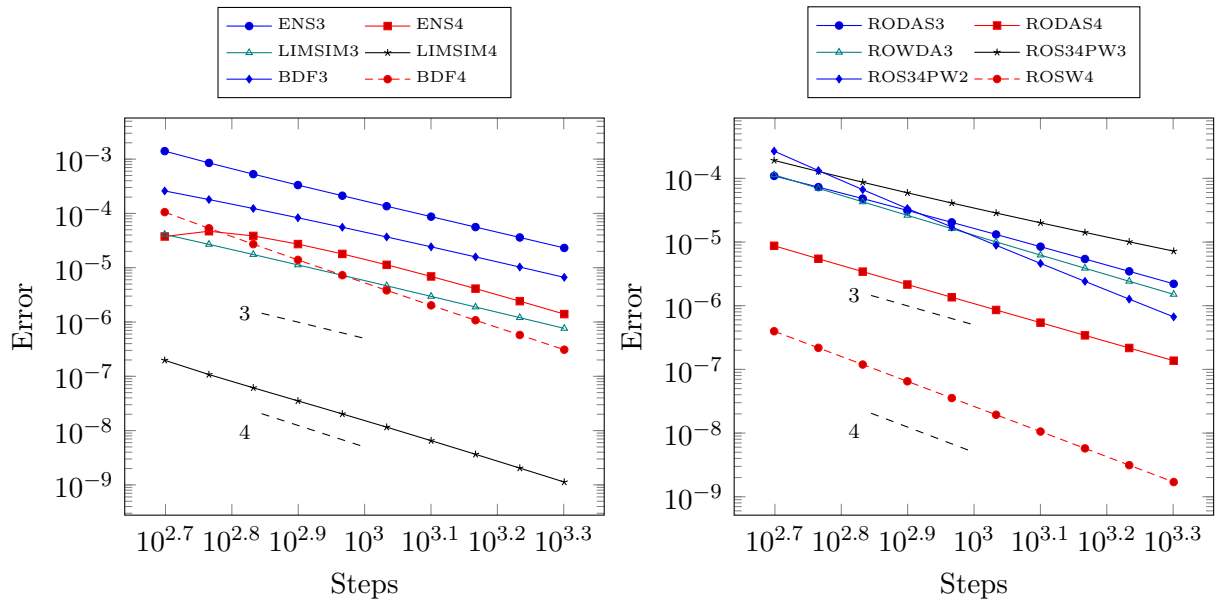 ENS3 ENS4
LIMSIM3 LIMSIM4
BDF3 BDF4
10^{-3}
10^{-4}
10^{-5}
10^{-6}
10^{-7}
10^{-8}
10^{-9}
Error
3
4
10^{2.7} 10^{2.8} 10^{2.9} 10^{3} 10^{3.1} 10^{3.2} 10^{3.3}
Steps
RODAS3 RODAS4
ROWDA3 ROS34PW3
ROS34PW2 ROSW4
10^{-4}
10^{-5}
10^{-6}
10^{-7}
10^{-8}
10^{-9}
Error
3
4
10^{2.7} 10^{2.8} 10^{2.9} 10^{3} 10^{3.1} 10^{3.2} 10^{3.3}
Steps